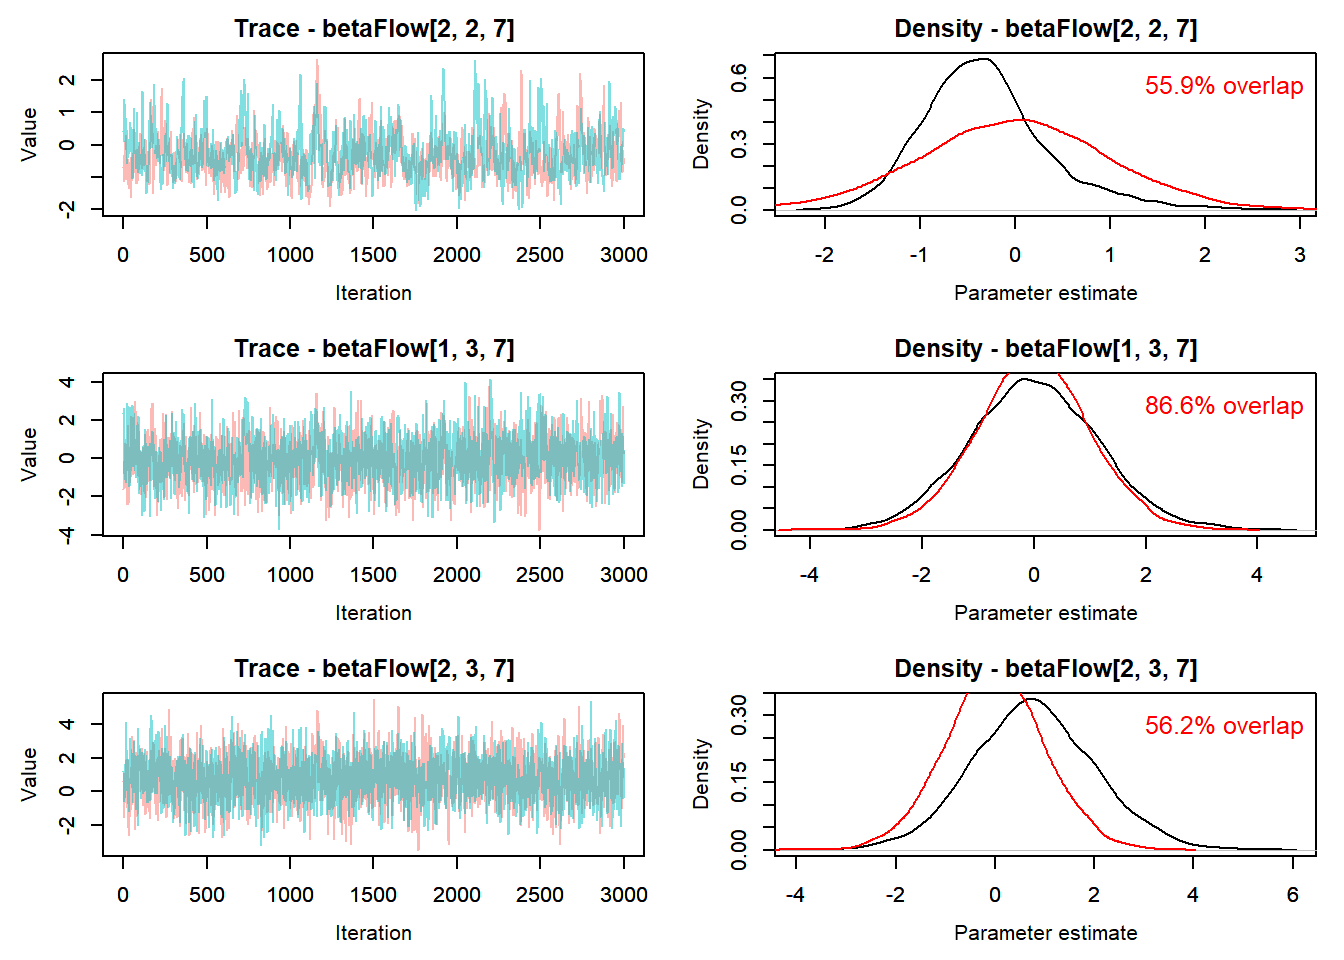 Trace - betaFlow[2, 2, 7]
Value
2
1
0
-2
0 500 1000 1500 2000 2500 3000
Iteration
Density - betaFlow[2, 2, 7]
55.9% overlap
Density
0.6
0.3
0.0
-2 -1 0 1 2 3
Parameter estimate
Trace - betaFlow[1, 3, 7]
Value
4
2
0
-2
-4
0 500 1000 1500 2000 2500 3000
Iteration
Density - betaFlow[1, 3, 7]
86.6% overlap
Density
0.30
0.15
0.00
-4 -2 0 2 4
Parameter estimate
Trace - betaFlow[2, 3, 7]
Value
4
2
0
-2
0 500 1000 1500 2000 2500 3000
Iteration
Density - betaFlow[2, 3, 7]
56.2% overlap
Density
0.30
0.15
0.00
-4 -2 0 2 4 6
Parameter estimate